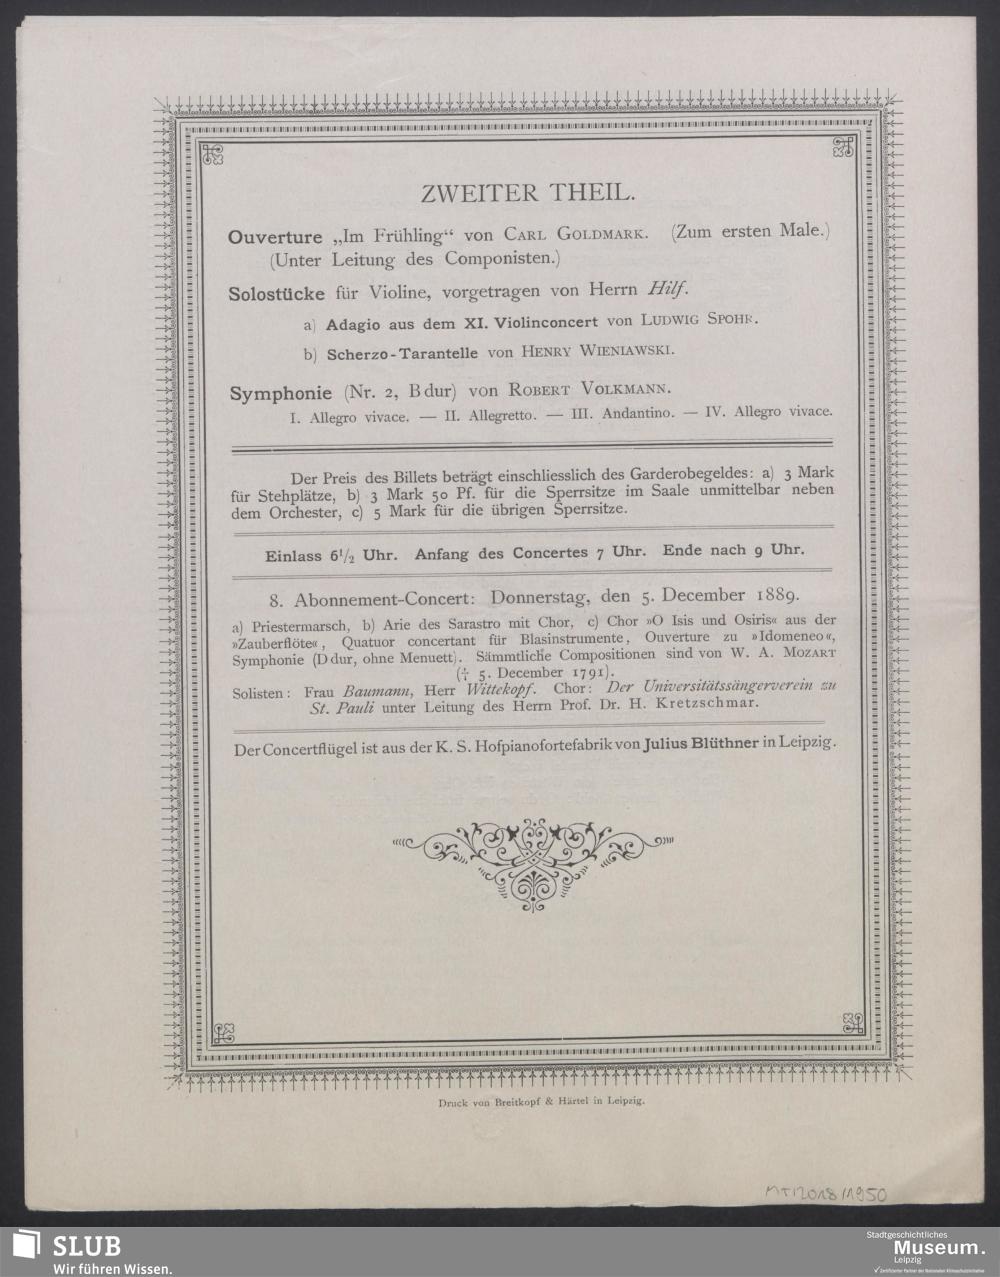 ZWEITER THEIL.
Ouverture „Im Frühling“ von CARL GOLDMARK. (Zum ersten Male.)
(Unter Leitung des Componisten.)
Solostücke für Violine, vorgetragen von Herrn Hilf.
a) Adagio aus dem XI. Violinconcert von LUDWIG SPOHR.
b) Scherzo-Tarantelle von HENRY WIENIAWSKI.
Symphonie (Nr. 2, B dur) von ROBERT VOLKMANN.
I. Allegro vivace. — II. Allegretto. — III. Andantino. — IV. Allegro vivace.
Der Preis des Billets beträgt einschliesslich des Garderobegeldes: a) 3 Mark
für Stehplätze, b) 3 Mark 50 Pf. für die Sperrsitze im Saale unmittelbar neben
dem Orchester, c) 5 Mark für die übrigen Sperrsitze.
Einlass 6½ Uhr. Anfang des Concertes 7 Uhr. Ende nach 9 Uhr.
8. Abonnement-Concert: Donnerstag, den 5. December 1889.
a) Priestermarsch, b) Arie des Sarastro mit Chor, c) Chor »O Isis und Osiris« aus der
»Zauberflöte«, Quatuor concertant für Blasinstrumente, Ouverture zu »Idomeneo«,
Symphonie (D dur, ohne Menuett). Sämmtliche Compositionen sind von W. A. MOZART
(† 5. December 1791).
Solisten: Frau Baumann, Herr Wittekopf. Chor: Der Universitätssängerverein zu
St. Pauli unter Leitung des Herrn Prof. Dr. H. Kretzschmar.
Der Concertflügel ist aus der K. S. Hofpianofortefabrik von Julius Blüthner in Leipzig.
Druck von Breitkopf & Härtel in Leipzig.
MT/2018/1950
SLUB
Wir führen Wissen.
Stadtgeschichtliches
Museum.
Leipzig
Zertifizierter Partner der Nationalen Klimaschutzinitiative